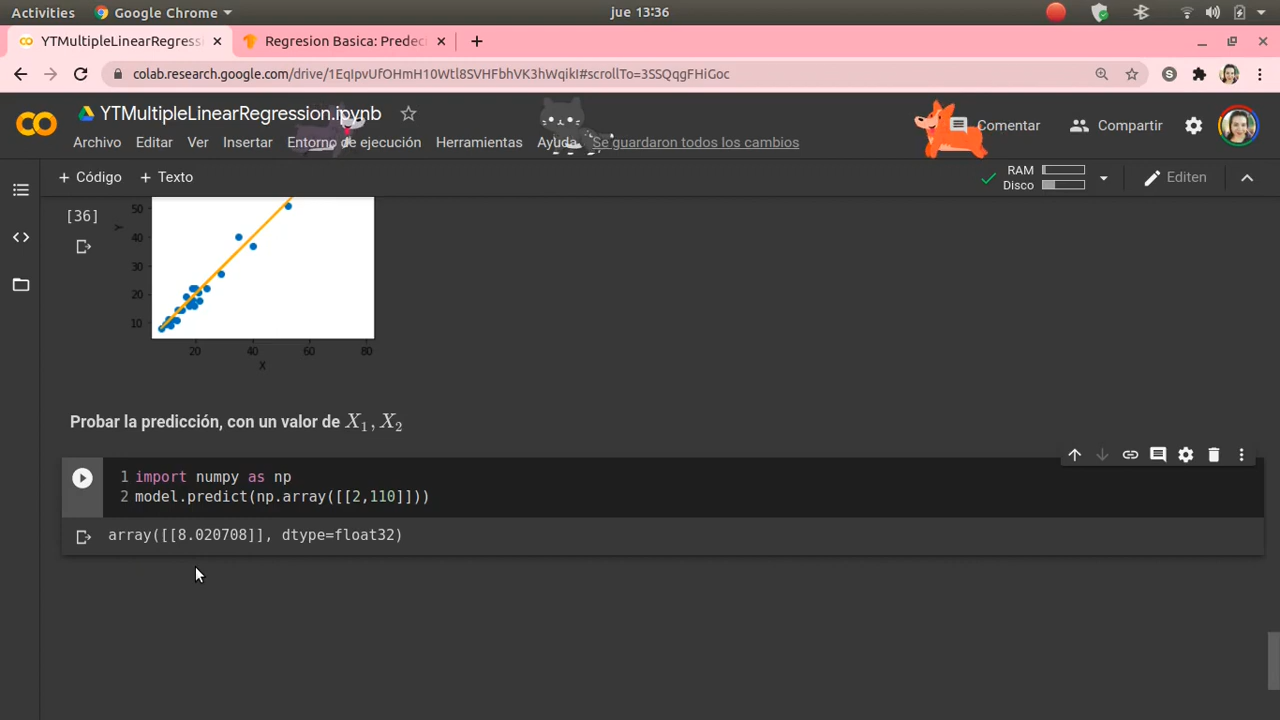 Activities Google Chrome jue 13:36
YTMultipleLinearRegress Regresion Basica: Predec
colab.research.google.com/drive/1EqIpvUfOHmH10Wtl8SVHFbhVK3hWqikI#scrollTo=3SSQqgFHiGoc
YTMultipleLinearRegression.ipynb
Comentar Compartir
Archivo Editar Ver Insertar Entorno de ejecución Herramientas Ayuda Se guardaron todos los cambios
+ Código + Texto RAM Disco Editen
[36]
50
40
30
20
10
Y
20 40 60 80
X
Probar la predicción, con un valor de X₁, X₂
1 import numpy as np
2 model.predict(np.array([[2,110]]))
array([[8.020708]], dtype=float32)